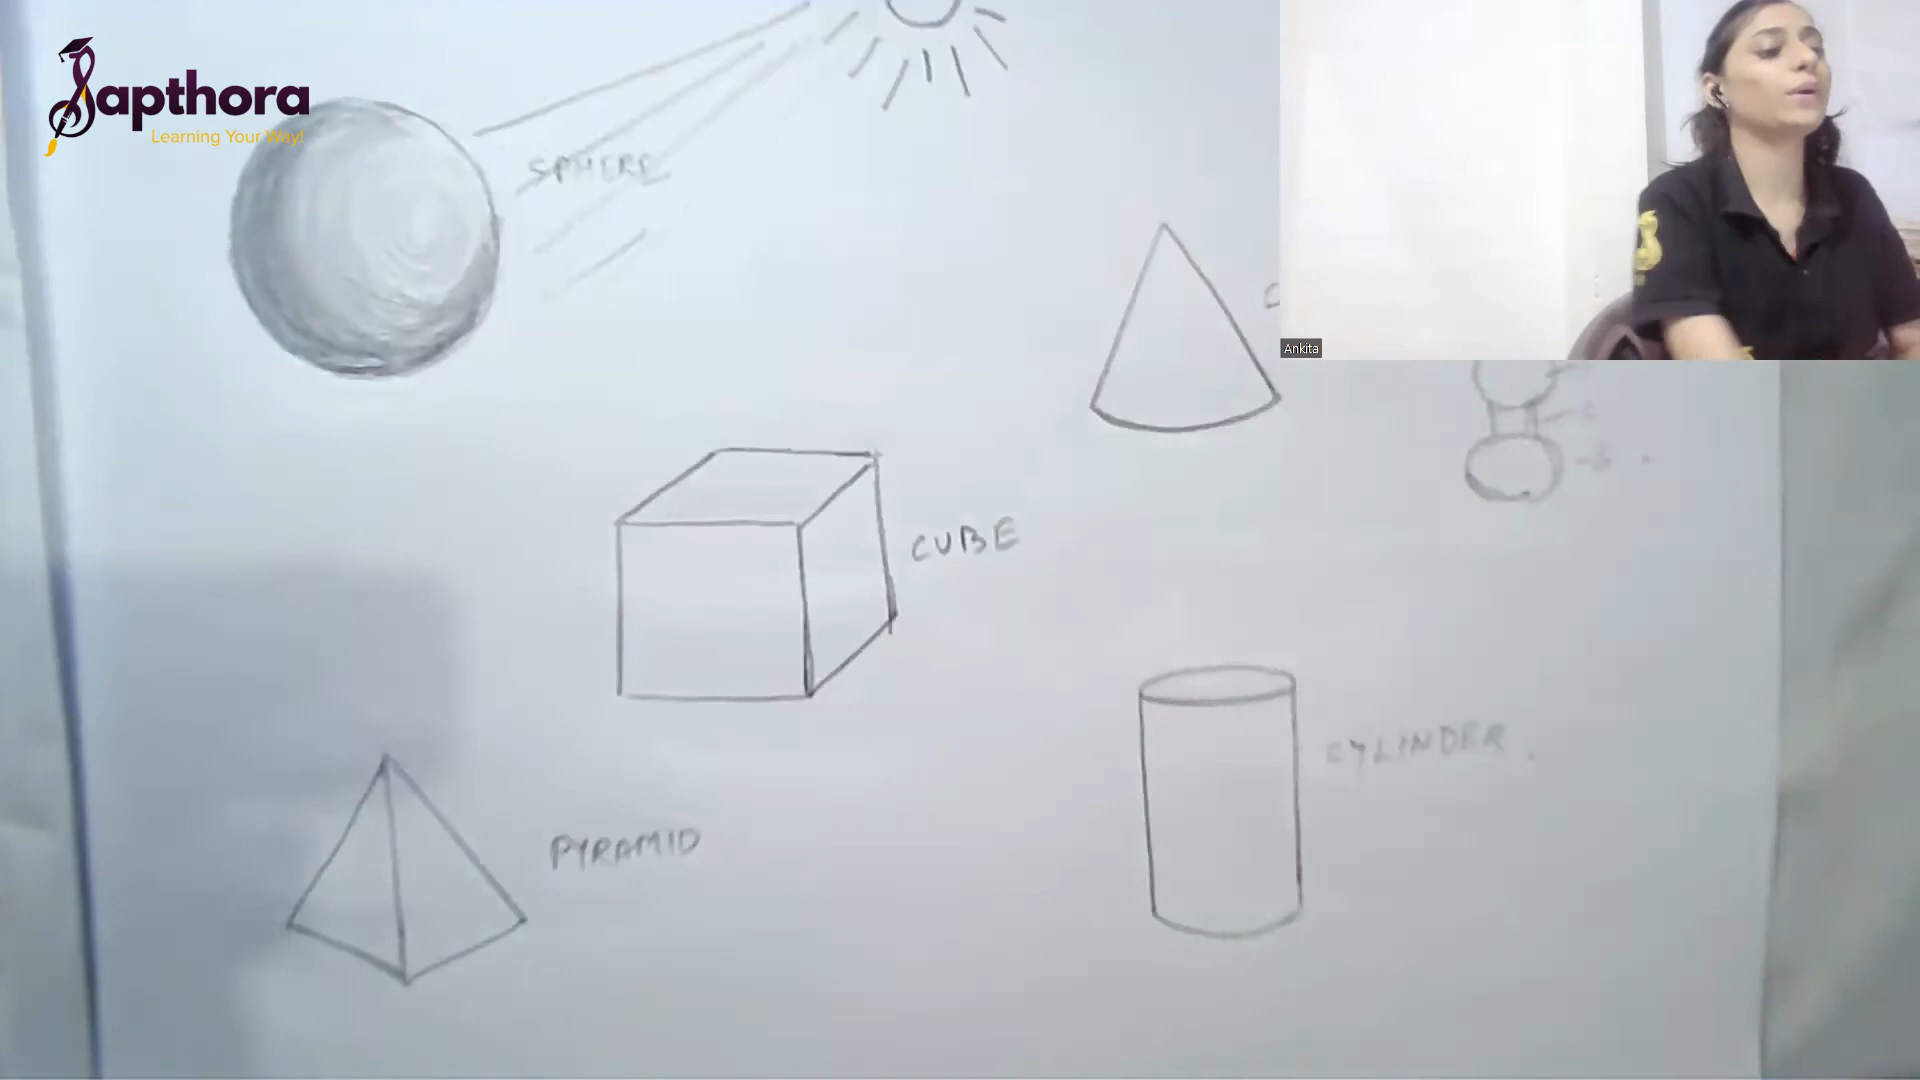 Sapthora
Learning Your Way!
SPHERE
C
Ankita
CUBE
CYLINDER.
PYRAMID